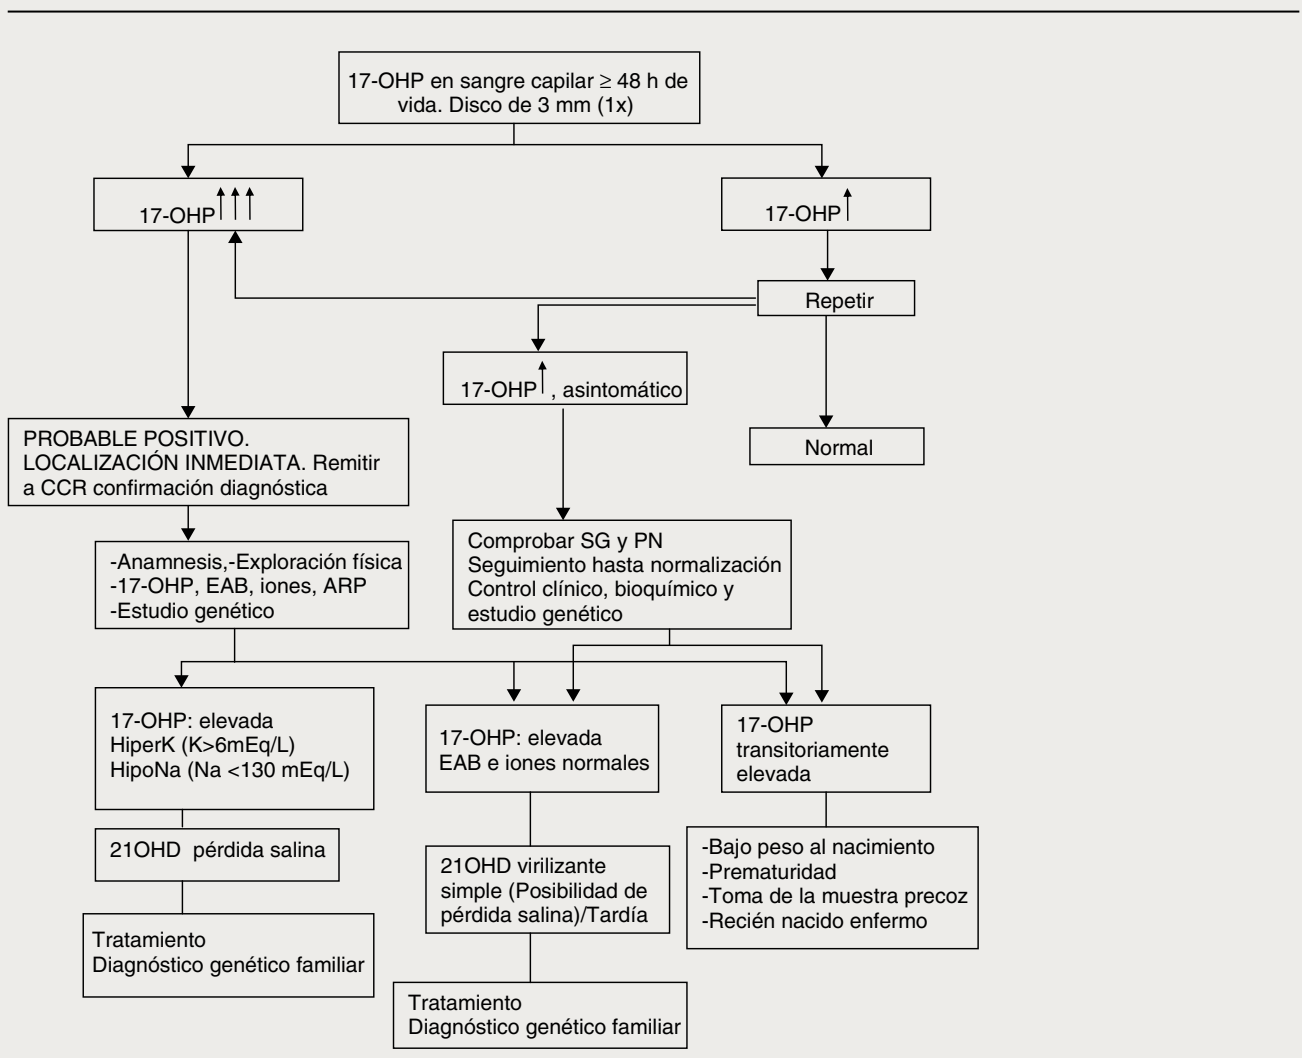 17-OHP en sangre capilar ≥ 48 h de
vida. Disco de 3 mm (1x)
17-OHP↑↑↑
17-OHP↑
Repetir
17-OHP↑, asintomático
Normal
PROBABLE POSITIVO.
LOCALIZACIÓN INMEDIATA. Remitir
a CCR confirmación diagnóstica
-Anamnesis,-Exploración física
-17-OHP, EAB, iones, ARP
-Estudio genético
Comprobar SG y PN
Seguimiento hasta normalización
Control clínico, bioquímico y
estudio genético
17-OHP: elevada
HiperK (K>6mEq/L)
HipoNa (Na <130 mEq/L)
17-OHP: elevada
EAB e iones normales
17-OHP
transitoriamente
elevada
21OHD pérdida salina
21OHD virilizante
simple (Posibilidad de
pérdida salina)/Tardía
-Bajo peso al nacimiento
-Prematuridad
-Toma de la muestra precoz
-Recién nacido enfermo
Tratamiento
Diagnóstico genético familiar
Tratamiento
Diagnóstico genético familiar